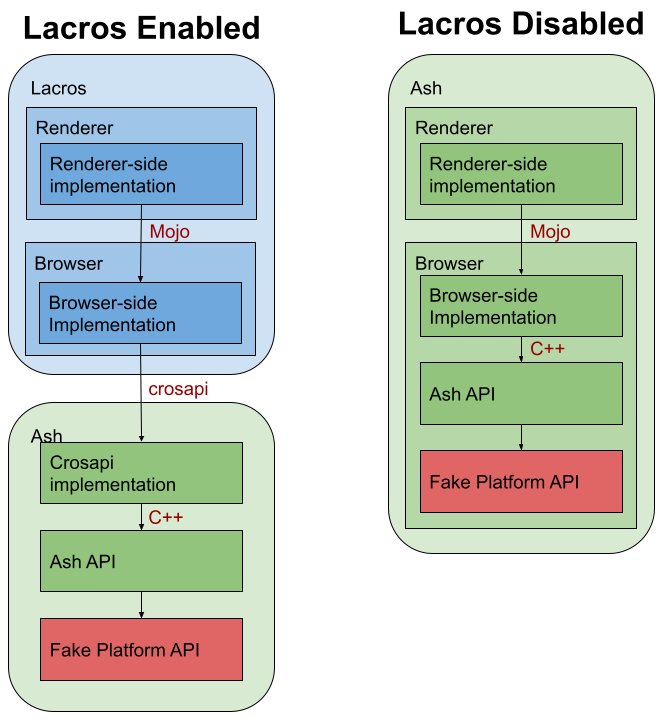 Lacros Enabled
Lacros
Renderer
Renderer-side
implementation
Mojo
Browser
Browser-side
Implementation
crosapi
Ash
Crosapi
implementation
C++
Ash API
Fake Platform API
Lacros Disabled
Ash
Renderer
Renderer-side
implementation
Mojo
Browser
Browser-side
Implementation
C++
Ash API
Fake Platform API